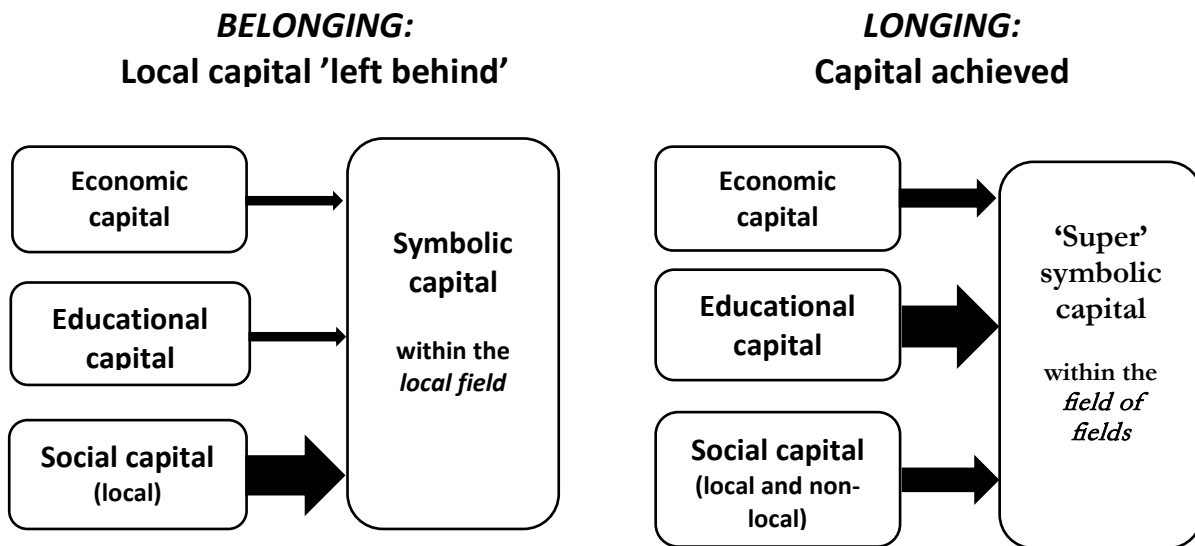 BELONGING:
Local capital ’left behind’
Economic
capital
Educational
capital
Social capital
(local)
Symbolic
capital
within the
local field
LONGING:
Capital achieved
Economic
capital
Educational
capital
Social capital
(local and non-
local)
‘Super’
symbolic
capital
within the
field of
fields